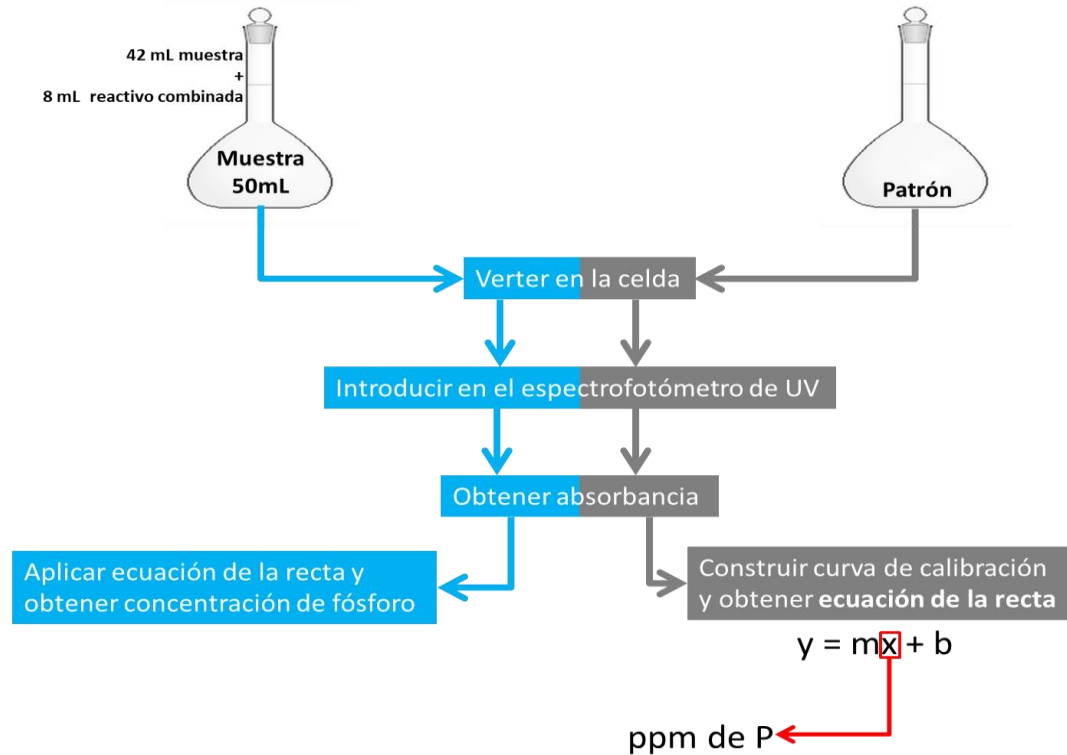 42 mL muestra
+
8 mL reactivo combinada
Muestra
50mL
Patrón
Verter en la celda
Introducir en el espectrofotómetro de UV
Obtener absorbancia
Aplicar ecuación de la recta y
obtener concentración de fósforo
Construir curva de calibración
y obtener ecuación de la recta
y = mx + b
ppm de P